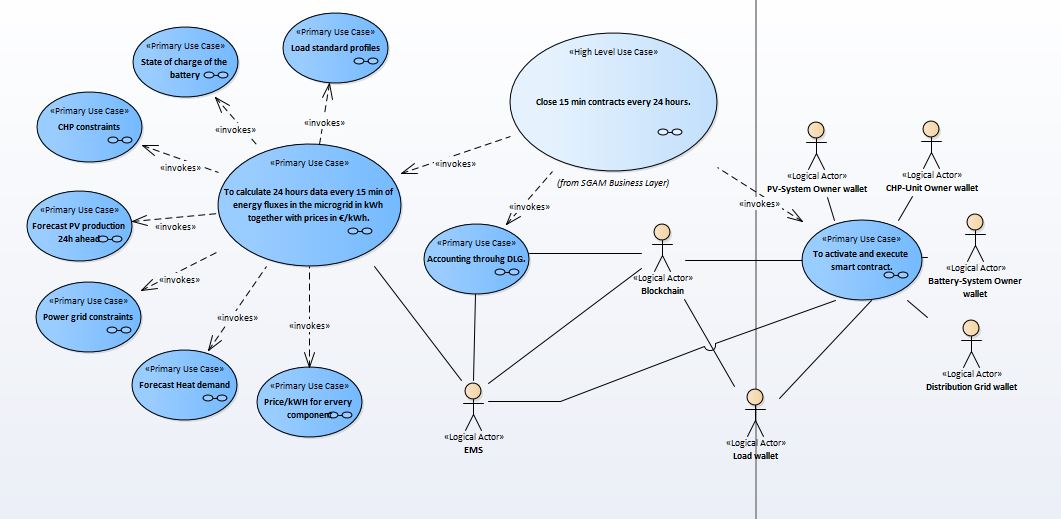 «Primary Use Case»
Load standard profiles
«Primary Use Case»
State of charge of the
battery
«High Level Use Case»
Close 15 min contracts every 24 hours.
(from SGAM Business Layer)
«Primary Use Case»
CHP constraints
«invokes»
«invokes»
«invokes»
«invokes»
«Primary Use Case»
To calculate 24 hours data every 15 min of
energy fluxes in the microgrid in kWh
together with prices in €/kWh.
«Logical Actor»
PV-System Owner wallet
«Logical Actor»
CHP-Unit Owner wallet
«invokes»
«invokes»
«Primary Use Case»
Forecast PV production
24h ahead
«invokes»
«Primary Use Case»
Accounting throuhg DLG.
«Logical Actor»
Blockchain
«Primary Use Case»
To activate and execute
smart contract.
«Logical Actor»
Battery-System Owner
wallet
«invokes»
«Primary Use Case»
Power grid constraints
«invokes»
«invokes»
«Primary Use Case»
Forecast Heat demand
«Primary Use Case»
Price/kWH for ervery
component
«Logical Actor»
Distribution Grid wallet
«Logical Actor»
EMS
«Logical Actor»
Load wallet